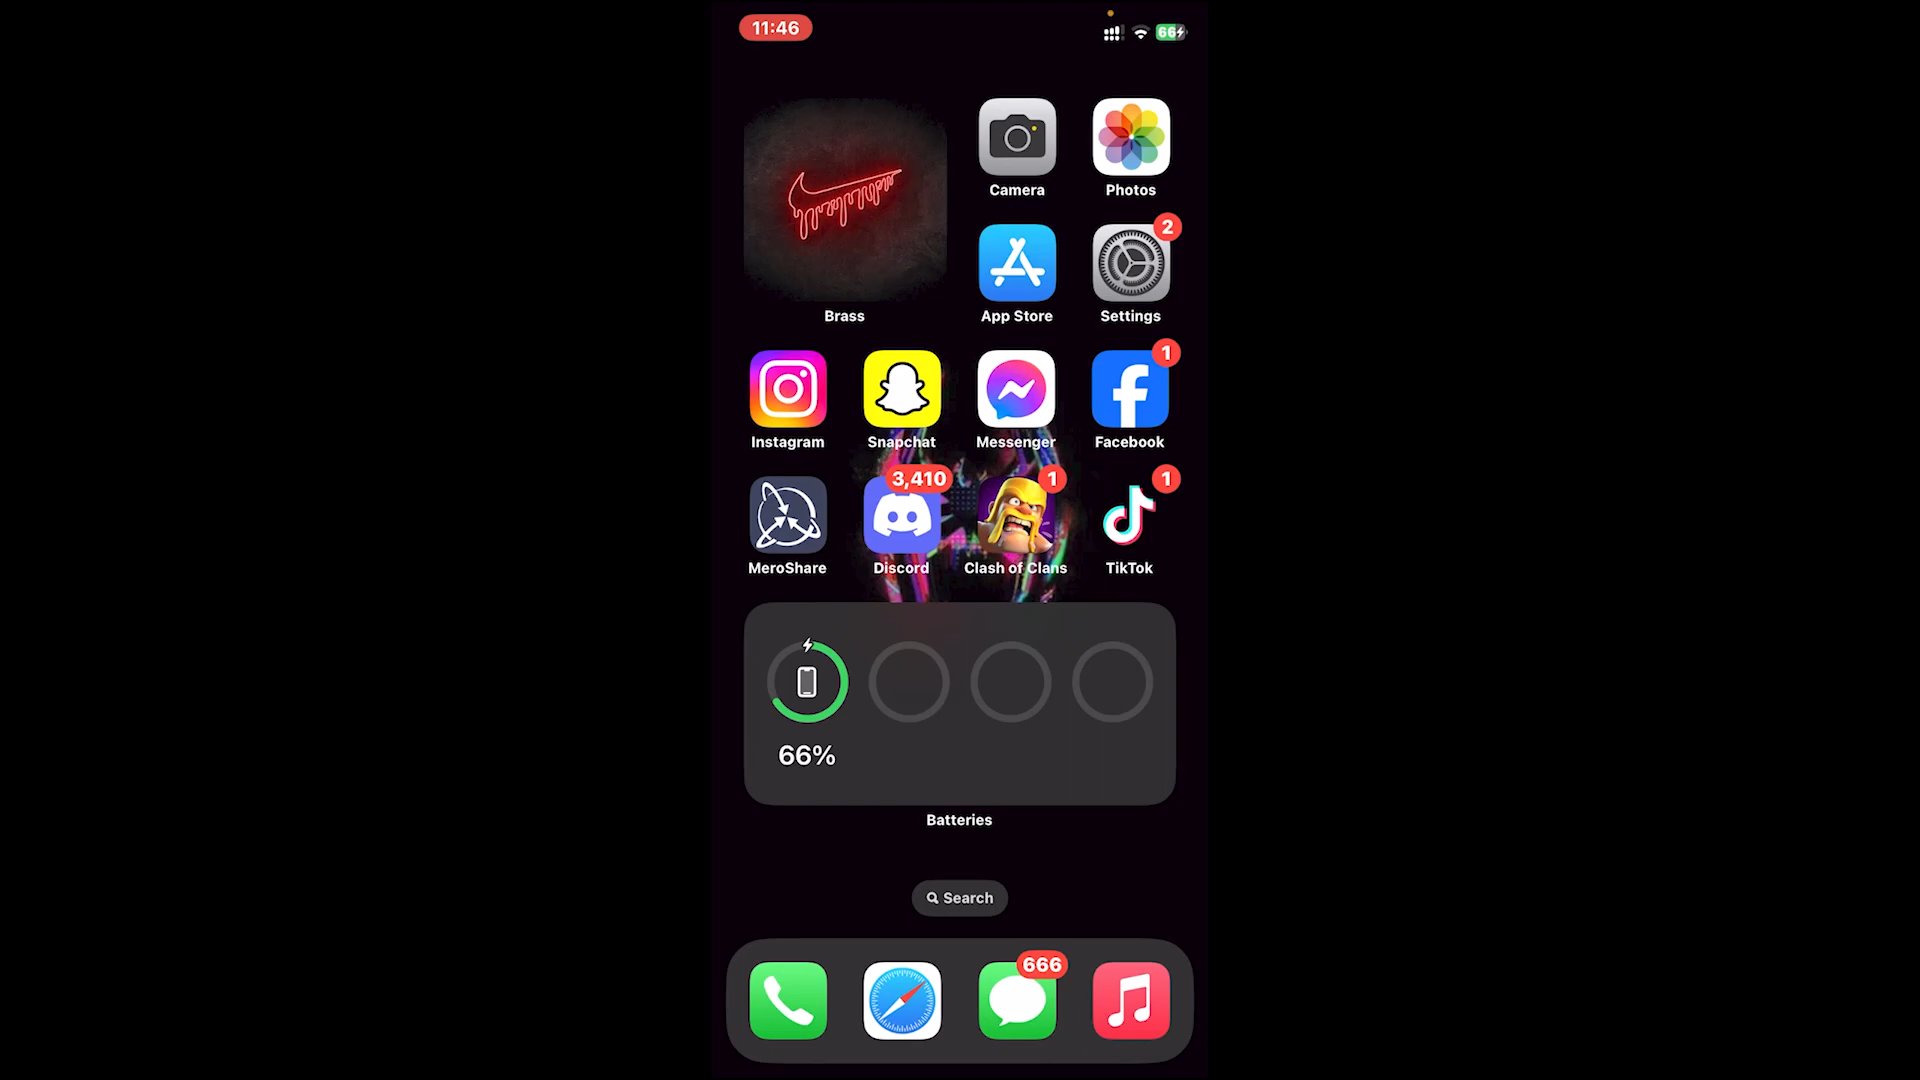 11:46
66
Camera
Photos
2
Brass
App Store
Settings
1
Instagram
Snapchat
Messenger
Facebook
3,410
1
1
MeroShare
Discord
Clash of Clans
TikTok
66%
Batteries
Search
666